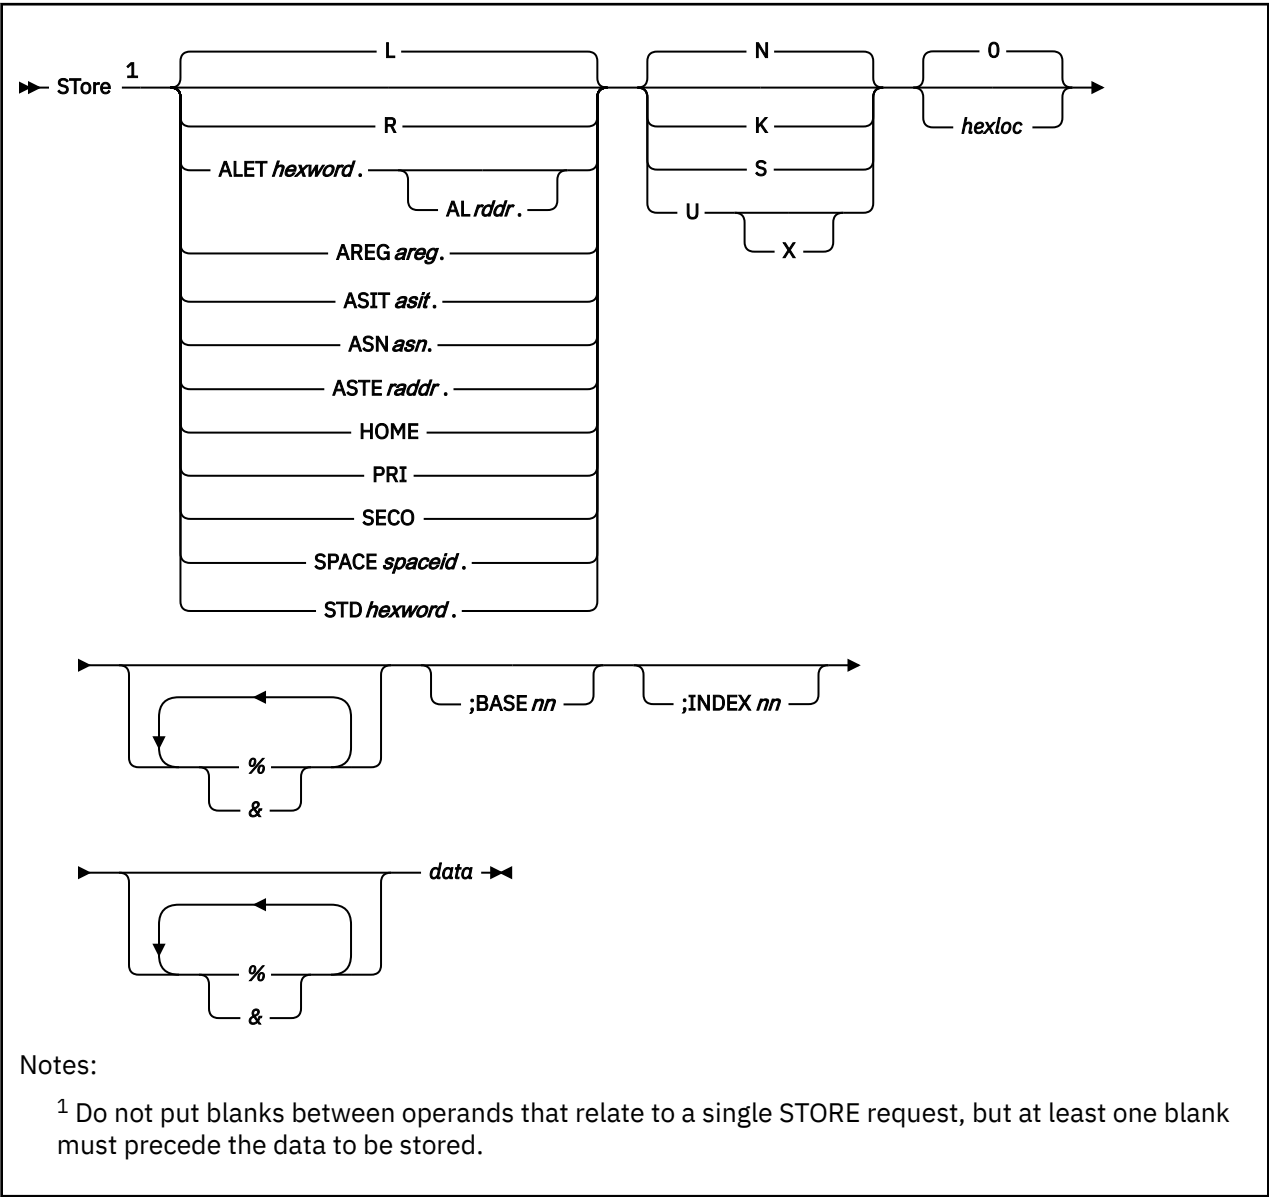 STore 1 L N 0
R K hexloc
ALET hexword . S
AL rddr . U
AREG areg. X
ASIT asit .
ASN asn.
ASTE raddr .
HOME
PRI
SECO
SPACE spaceid .
STD hexword .
;BASE nn ;INDEX nn
%
&
data
%
&
Notes:
1 Do not put blanks between operands that relate to a single STORE request, but at least one blank
must precede the data to be stored.